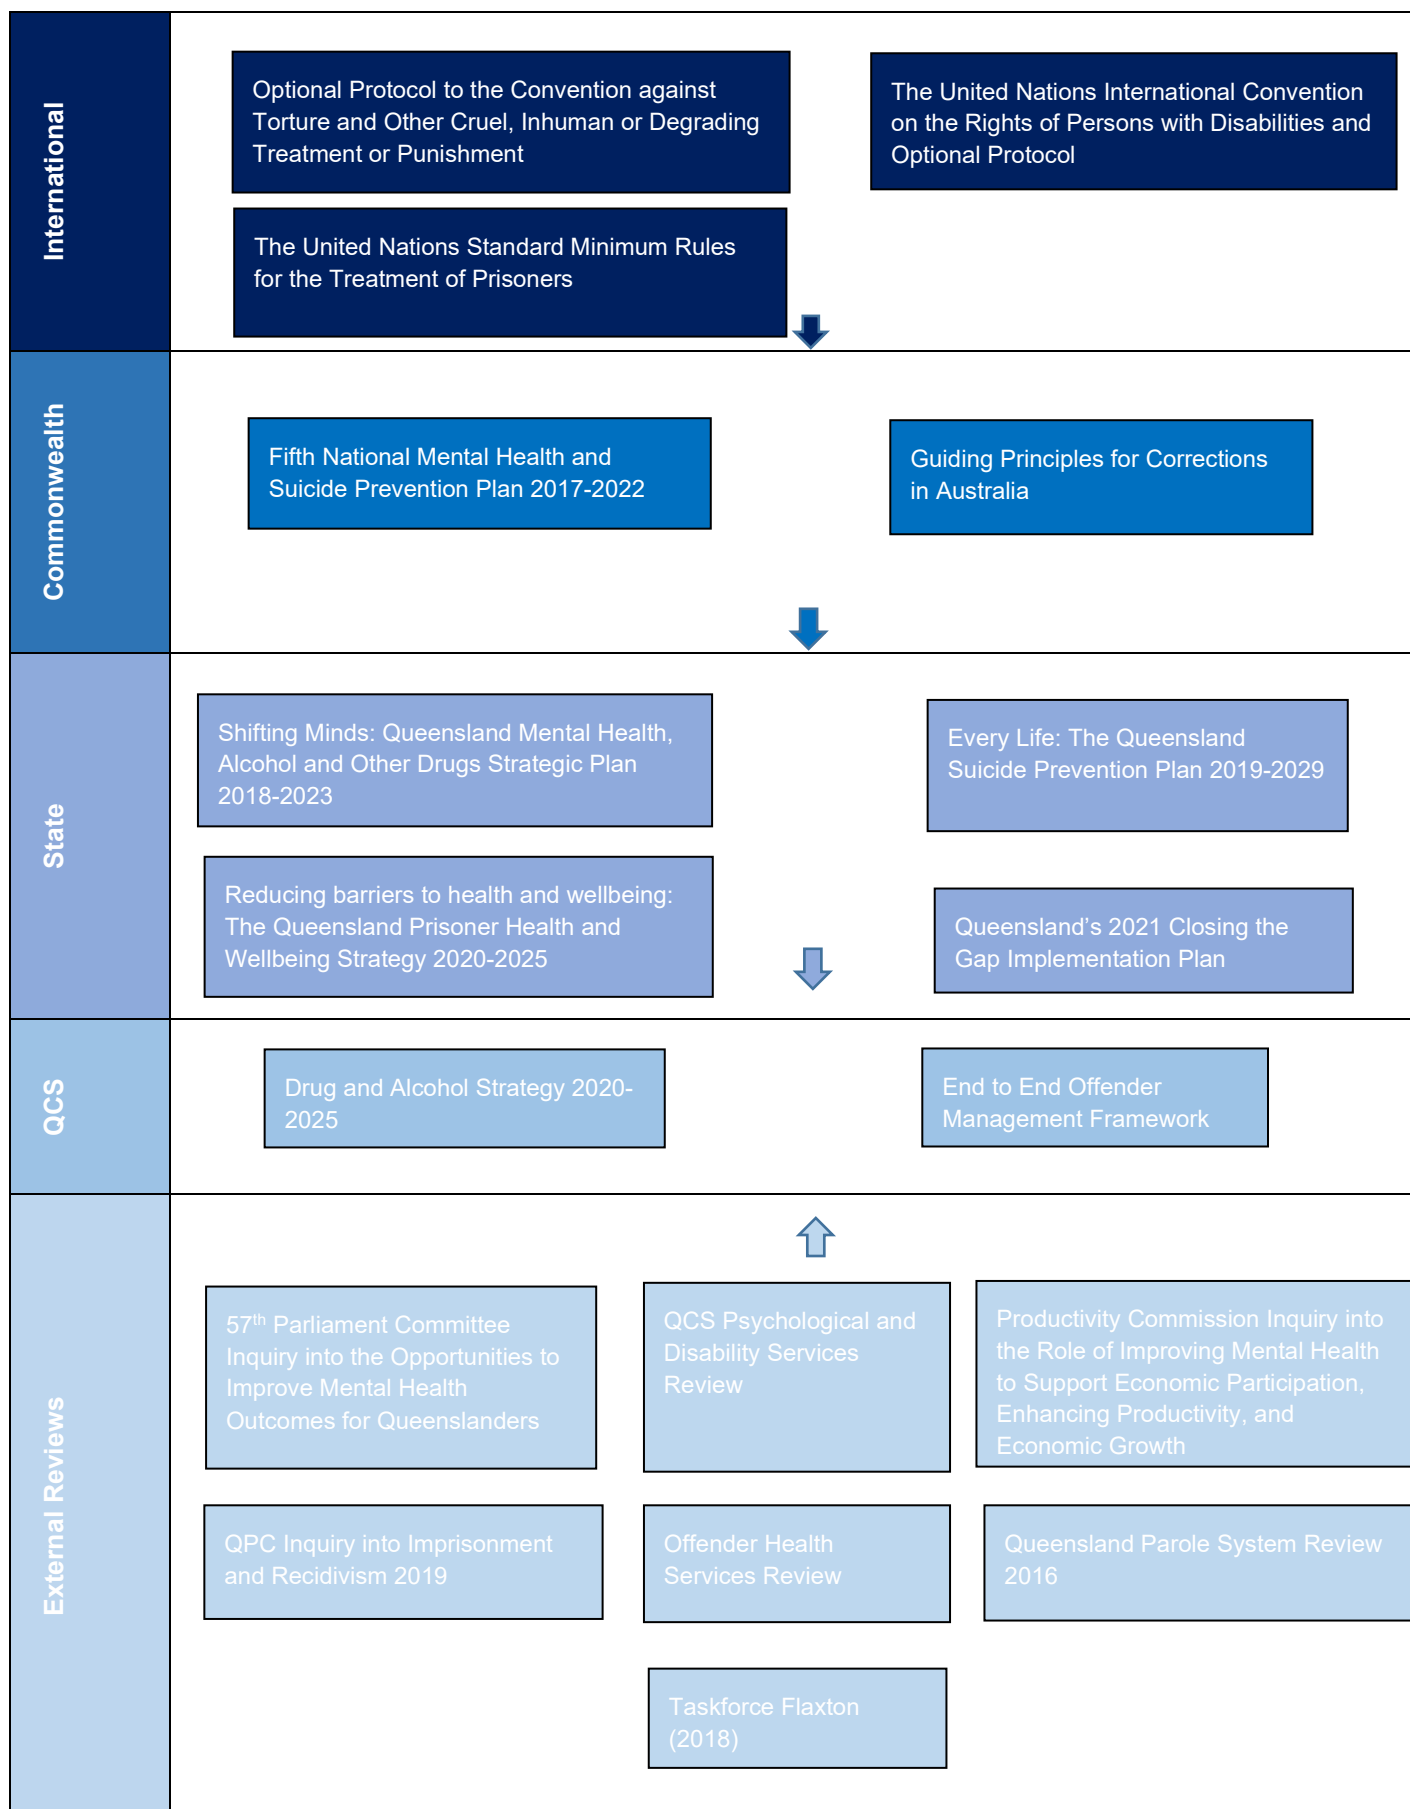 International
Optional Protocol to the Convention against
Torture and Other Cruel, Inhuman or Degrading
Treatment or Punishment
The United Nations International Convention
on the Rights of Persons with Disabilities and
Optional Protocol
The United Nations Standard Minimum Rules
for the Treatment of Prisoners
Commonwealth
Fifth National Mental Health and
Suicide Prevention Plan 2017-2022
Guiding Principles for Corrections
in Australia
State
Shifting Minds: Queensland Mental Health,
Alcohol and Other Drugs Strategic Plan
2018-2023
Every Life: The Queensland
Suicide Prevention Plan 2019-2029
Reducing barriers to health and wellbeing:
The Queensland Prisoner Health and
Wellbeing Strategy 2020-2025
Queensland’s 2021 Closing the
Gap Implementation Plan
QCS
Drug and Alcohol Strategy 2020-
2025
End to End Offender
Management Framework
External Reviews
57th Parliament Committee
Inquiry into the Opportunities to
Improve Mental Health
Outcomes for Queenslanders
QCS Psychological and
Disability Services
Review
Productivity Commission Inquiry into
the Role of Improving Mental Health
to Support Economic Participation,
Enhancing Productivity, and
Economic Growth
QPC Inquiry into Imprisonment
and Recidivism 2019
Offender Health
Services Review
Queensland Parole System Review
2016
Taskforce Flaxton
(2018)